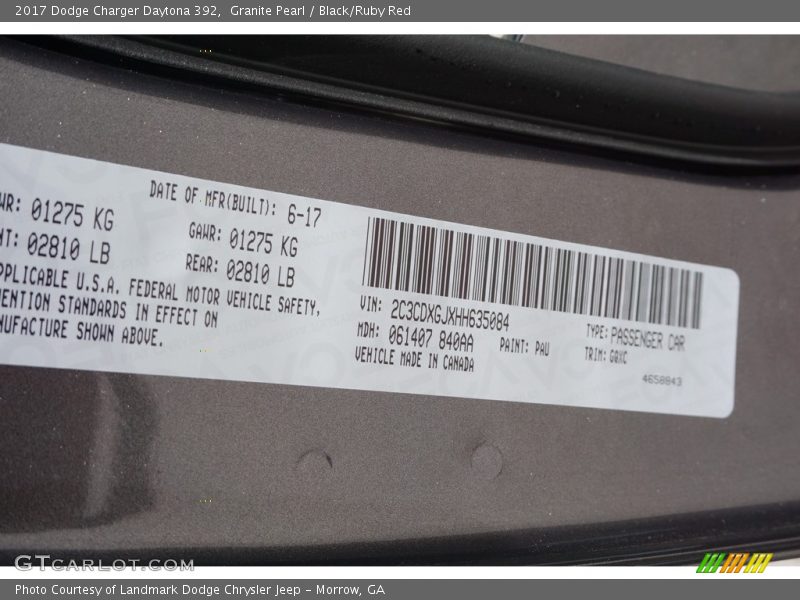 2017 Dodge Charger Daytona 392,  Granite Pearl / Black/Ruby Red
DATE OF MFR(BUILT): 6-17
WR: 01275 KG
GAWR: 01275 KG
NT: 02810 LB
REAR: 02810 LB
PPLICABLE U.S.A. FEDERAL MOTOR VEHICLE SAFETY,
VENTION STANDARDS IN EFFECT ON
NUFACTURE SHOWN ABOVE.
VIN: 2C3CDXGJXHH635084
TYPE: PASSENGER CAR
MDH: 061407 840AA
PAINT: PAU
TRIM: GRXC
VEHICLE MADE IN CANADA
4658843
GTCARLOT.COM
Photo Courtesy of Landmark Dodge Chrysler Jeep – Morrow, GA